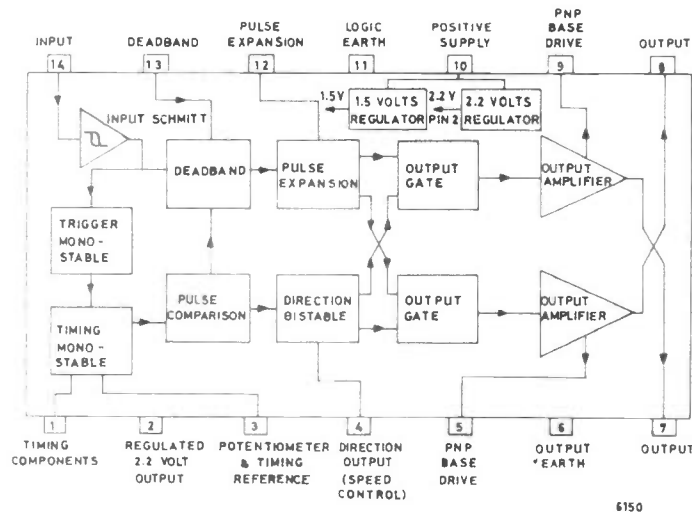 INPUT
DEADBAND
PULSE
EXPANSION
LOGIC
EARTH
POSITIVE
SUPPLY
PNP
BASE
DRIVE
OUTPUT
14
13
12
11
10
9
8
INPUT SCHMITT
1.5V
1.5 VOLTS
REGULATOR
2.2 V
PIN 2
2.2 VOLTS
REGULATOR
DEADBAND
PULSE
EXPANSION
OUTPUT
GATE
OUTPUT
AMPLIFIER
TRIGGER
MONO-
STABLE
TIMING
MONO-
STABLE
PULSE
COMPARISON
DIRECTION
BISTABLE
OUTPUT
GATE
OUTPUT
AMPLIFIER
1
2
3
4
5
6
7
TIMING
COMPONENTS
REGULATED
2.2 VOLT
OUTPUT
POTENTIOMETER
& TIMING
REFERENCE
DIRECTION
OUTPUT
(SPEED
CONTROL)
PNP
BASE
DRIVE
OUTPUT
EARTH
OUTPUT
6150